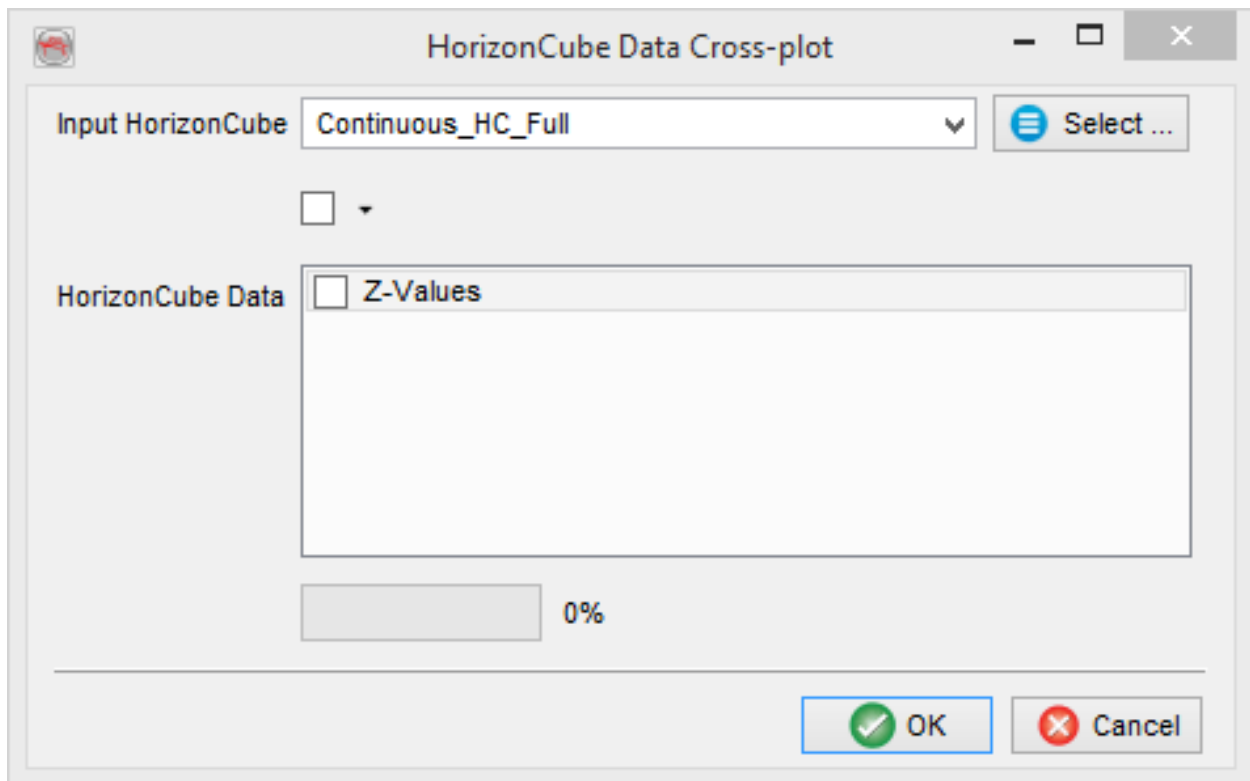 HorizonCube Data Cross-plot
Input HorizonCube Continuous_HC_Full Select ...
HorizonCube Data Z-Values
0%
OK Cancel